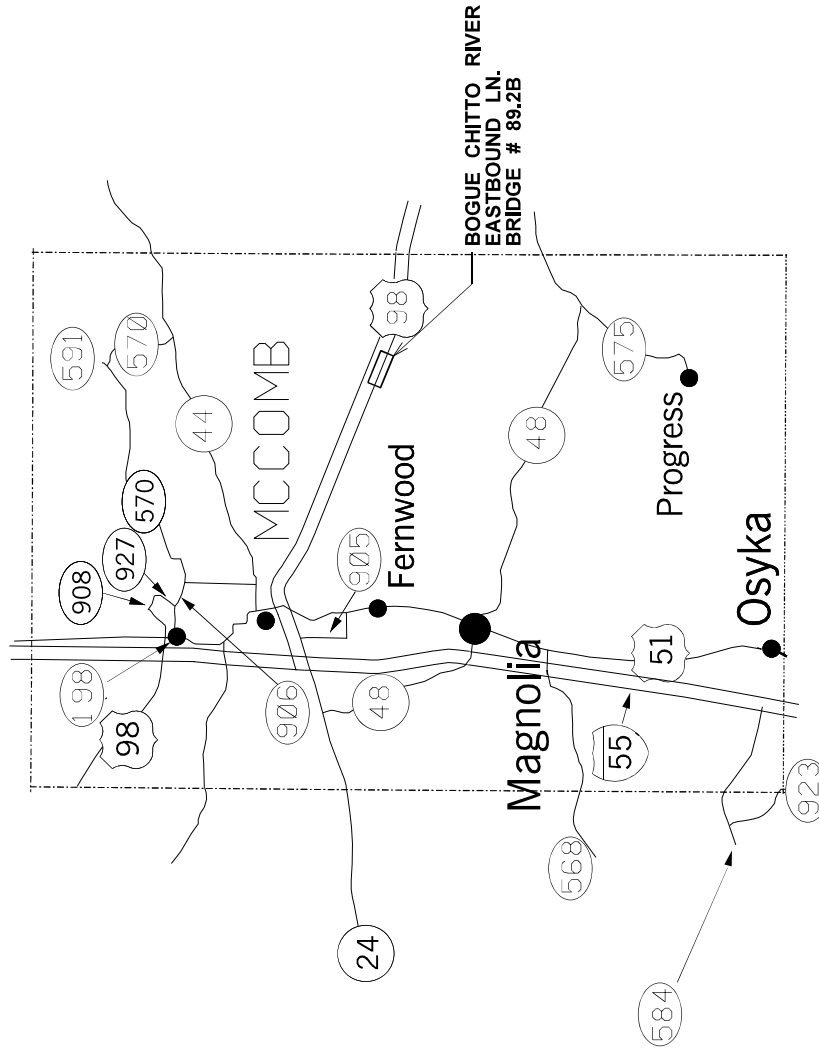 BOGUE CHITTO RIVER
EASTBOUND LN.
BRIDGE # 89.2B
591
570
44
MCCOMB
98
570
927
908
905
Fernwood
48
575
Progress
198
98
906
48
Magnolia
51
Osyka
55
24
568
923
584